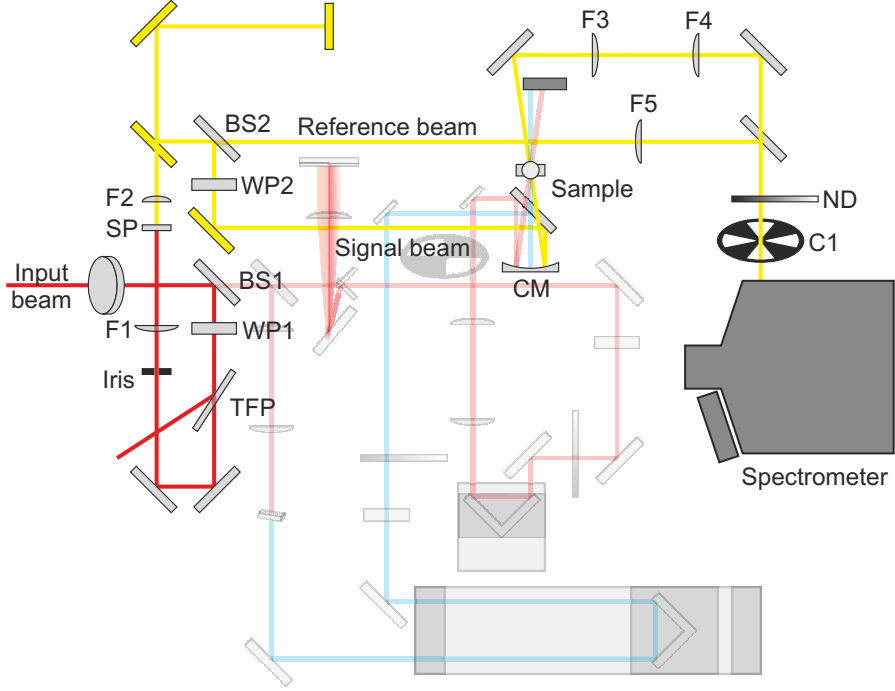 F3
F4
BS2
Reference beam
F5
F2
WP2
Sample
ND
SP
Signal beam
C1
Input
beam
BS1
CM
F1
WP1
Iris
TFP
Spectrometer